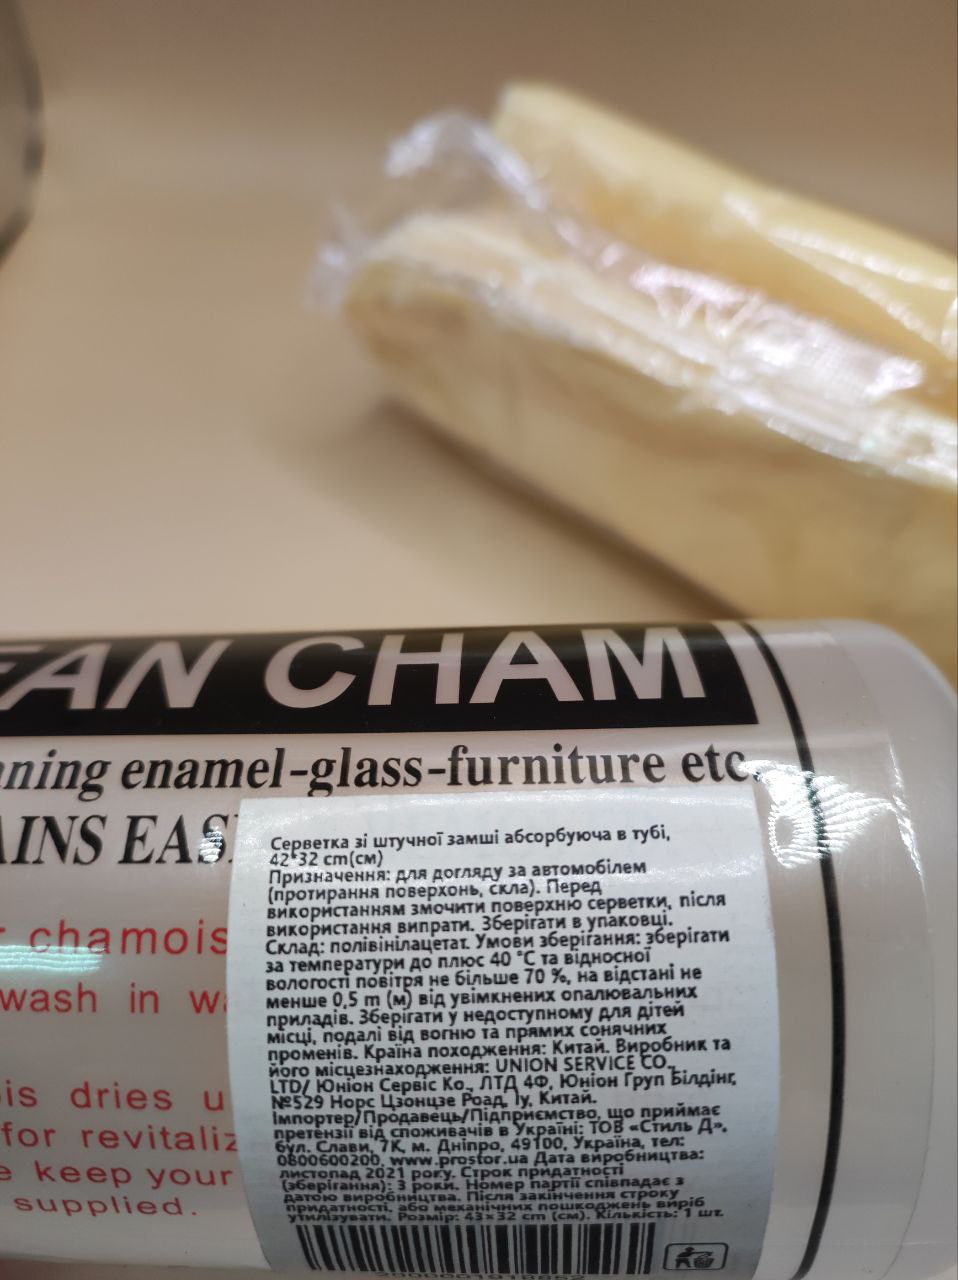 EAN CHAM
ning enamel-glass-furniture etc.
AINS EAS
chamois
Серветка зі штучної замші абсорбуюча в тубі,
42*32 cm(см)
Призначення: для догляду за автомобілем
(протирання поверхонь, скла). Перед
використанням змочити поверхню серветки, після
використання випрати. Зберігати в упаковці.
Склад: полівінілацетат. Умови зберігання: зберігати
за температури до плюс 40 °C та відносної
вологості повітря не більше 70 %, на відстані не
менше 0,5 m (м) від увімкнених опалювальних
приладів. Зберігати у недоступному для дітей
місці, подалі від вогню та прямих сонячних
променів. Країна походження: Китай. Виробник та
його місцезнаходження: UNION SERVICE CO.,
LTD/ Юніон Сервіс Ко., ЛТД 4Ф, Юніон Груп Білдінг,
№529 Норс Цзонцзе Роад, Іу, Китай.
Імпортер/Продавець/Підприємство, що приймає
претензії від споживачів в Україні: ТОВ «Стиль Д»,
бул. Слави, 7К, м. Дніпро, 49100, Україна, тел:
0800600200, www.prostor.ua Дата виробництва:
листопад 2021 року. Строк придатності
(зберігання): 3 роки. Номер партії співпадає з
датою виробництва. Після закінчення строку
придатності, або механічних пошкоджень виріб
утилізувати. Розмір: 43×32 cm (см). Кількість: 1 шт.
wash in w
is dries u
for revitaliz
e keep your
supplied.